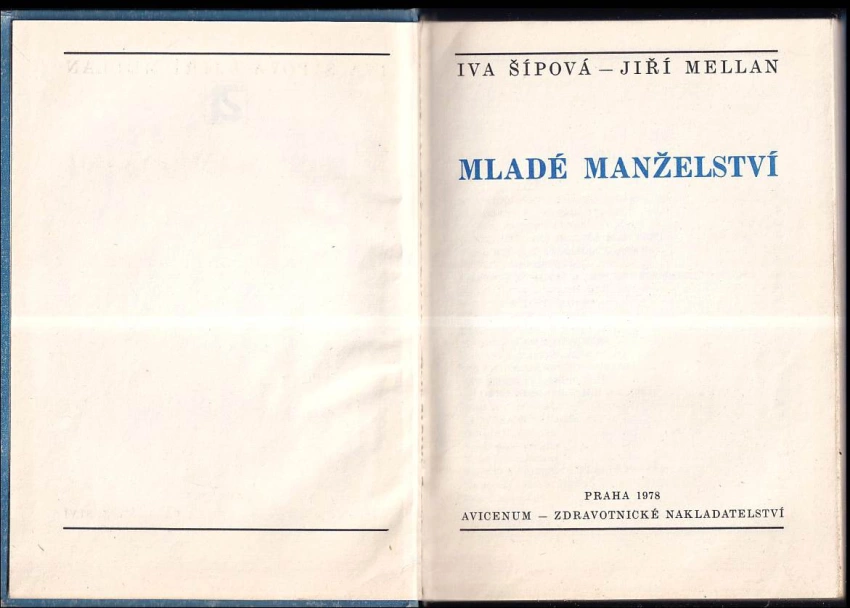 IVA ŠÍPOVÁ – JIŘÍ MELLAN
MLADÉ MANŽELSTVÍ
PRAHA 1978
AVICENUM – ZDRAVOTNICKÉ NAKLADATELSTVÍ